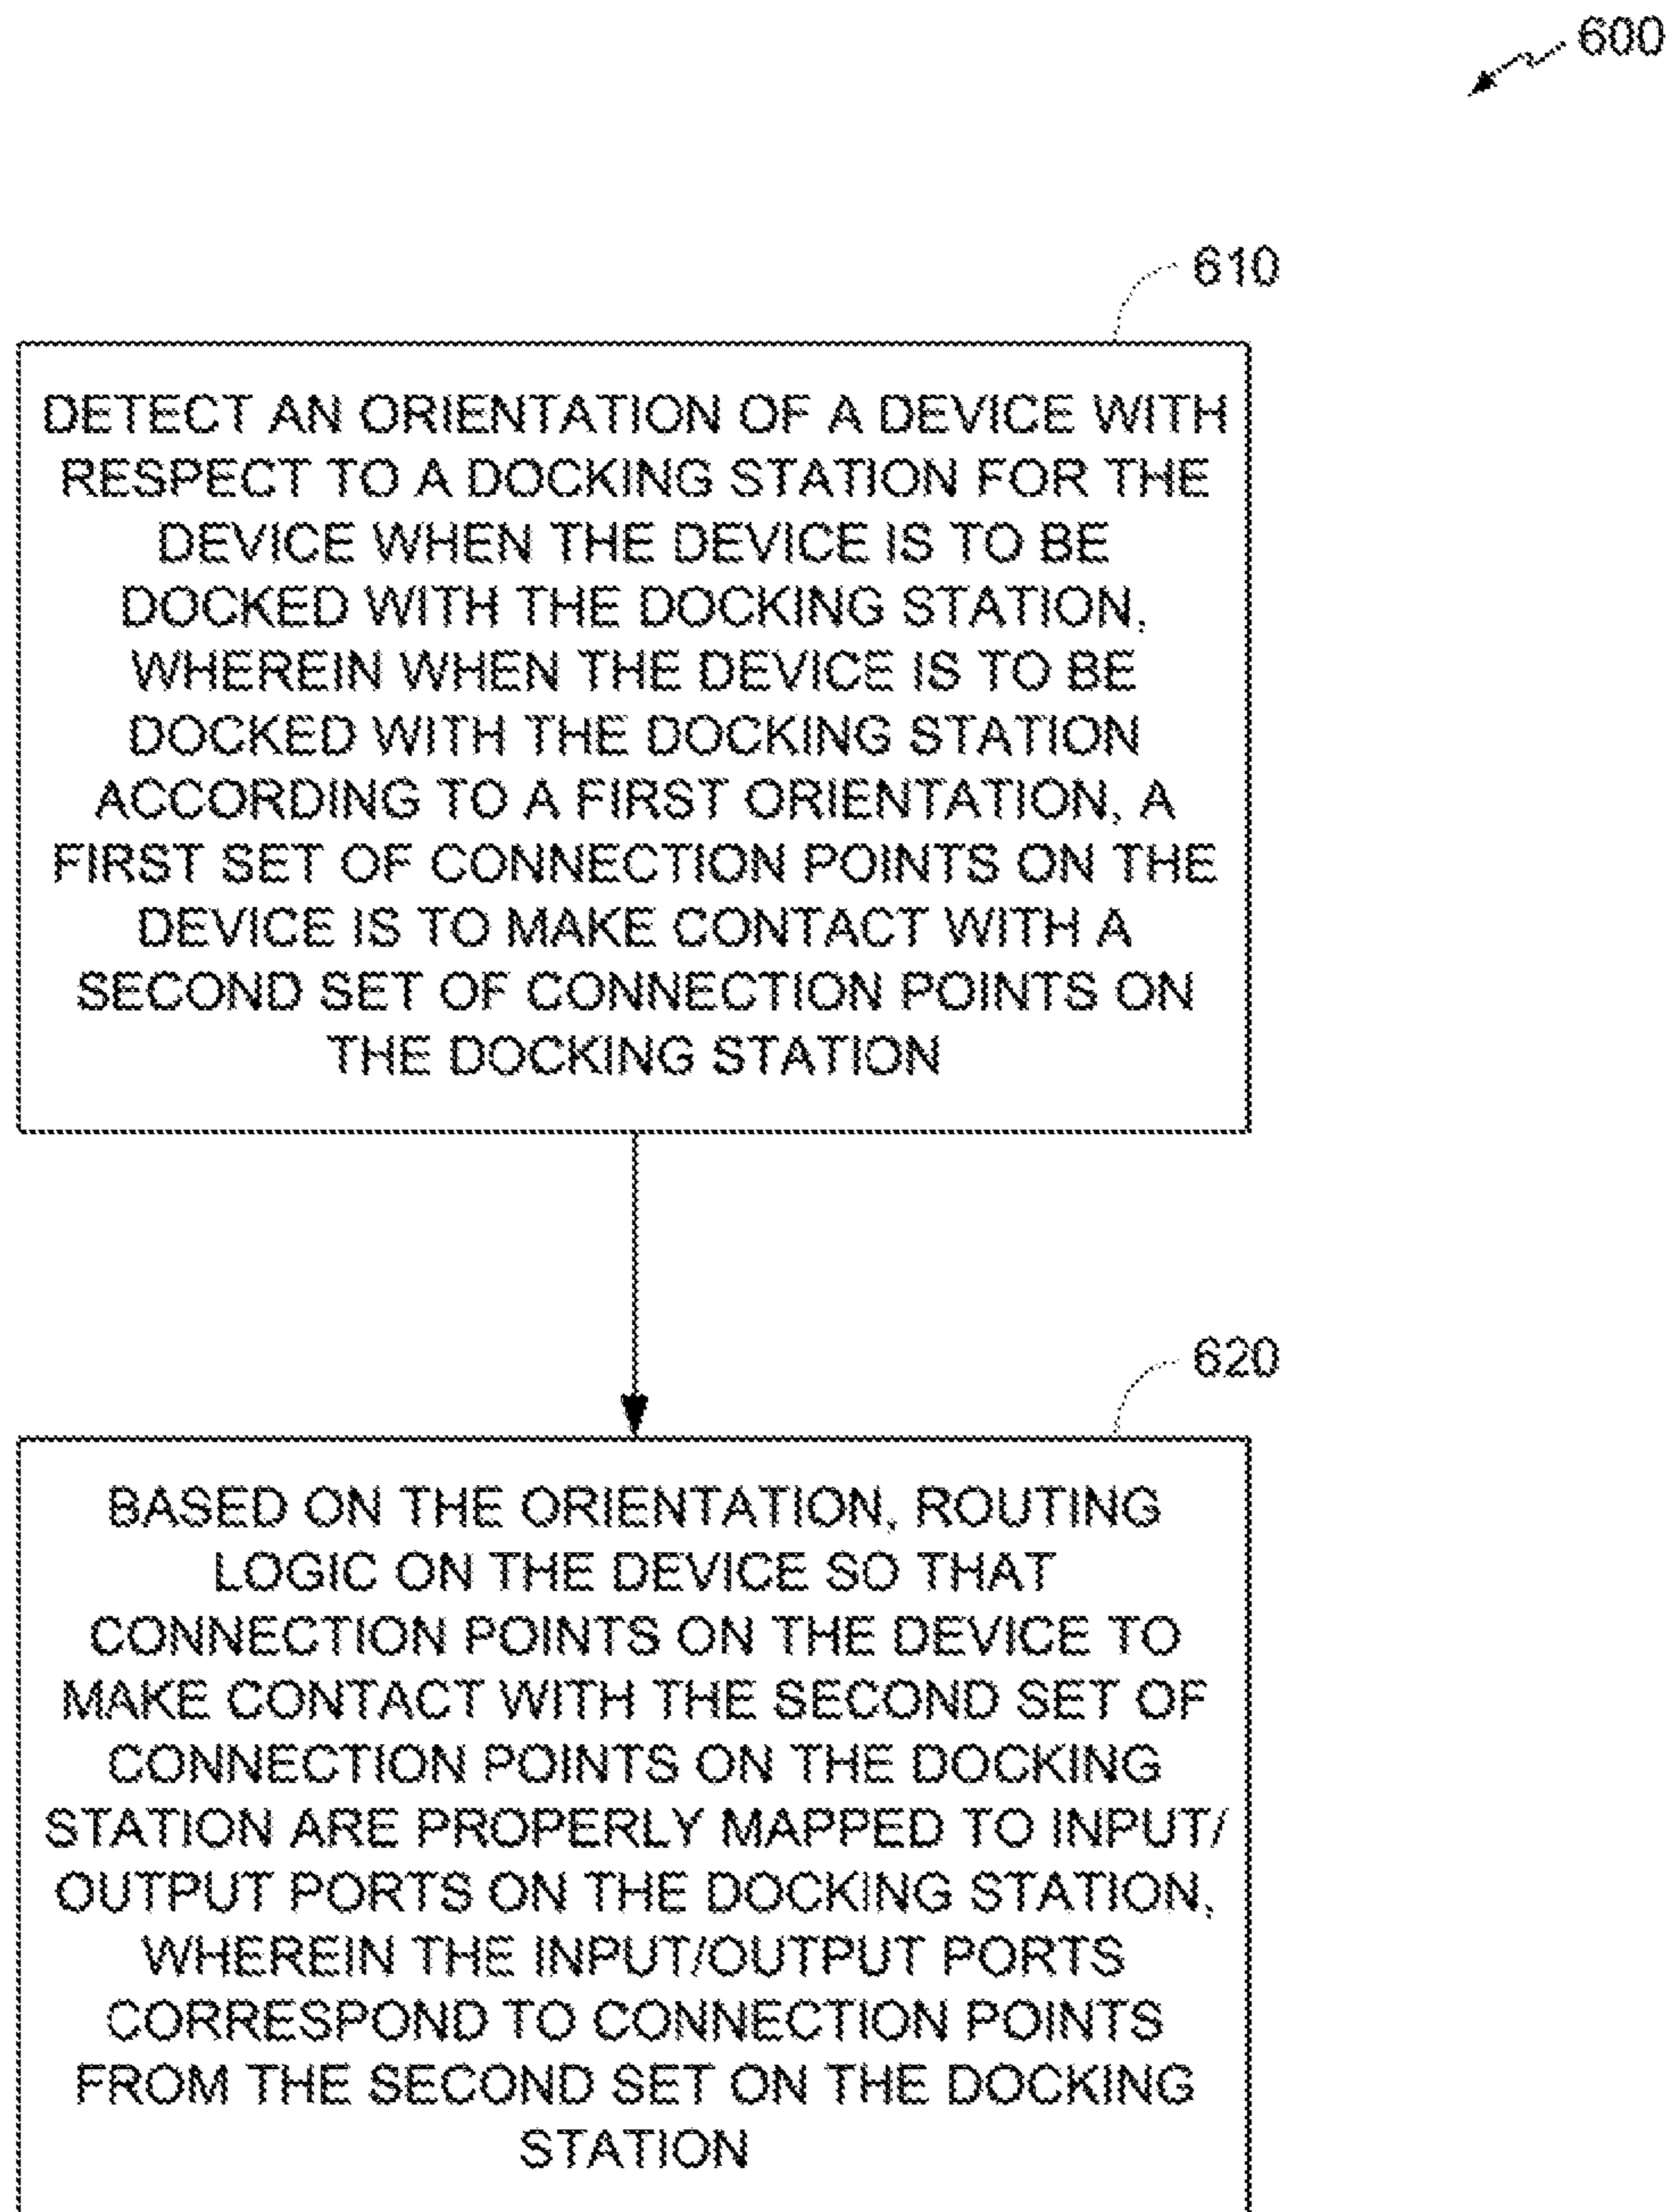 600
610
DETECT AN ORIENTATION OF A DEVICE WITH
RESPECT TO A DOCKING STATION FOR THE
DEVICE WHEN THE DEVICE IS TO BE
DOCKED WITH THE DOCKING STATION,
WHEREIN WHEN THE DEVICE IS TO BE
DOCKED WITH THE DOCKING STATION
ACCORDING TO A FIRST ORIENTATION, A
FIRST SET OF CONNECTION POINTS ON THE
DEVICE IS TO MAKE CONTACT WITH A
SECOND SET OF CONNECTION POINTS ON
THE DOCKING STATION
620
BASED ON THE ORIENTATION, ROUTING
LOGIC ON THE DEVICE SO THAT
CONNECTION POINTS ON THE DEVICE TO
MAKE CONTACT WITH THE SECOND SET OF
CONNECTION POINTS ON THE DOCKING
STATION ARE PROPERLY MAPPED TO INPUT/
OUTPUT PORTS ON THE DOCKING STATION,
WHEREIN THE INPUT/OUTPUT PORTS
CORRESPOND TO CONNECTION POINTS
FROM THE SECOND SET ON THE DOCKING
STATION